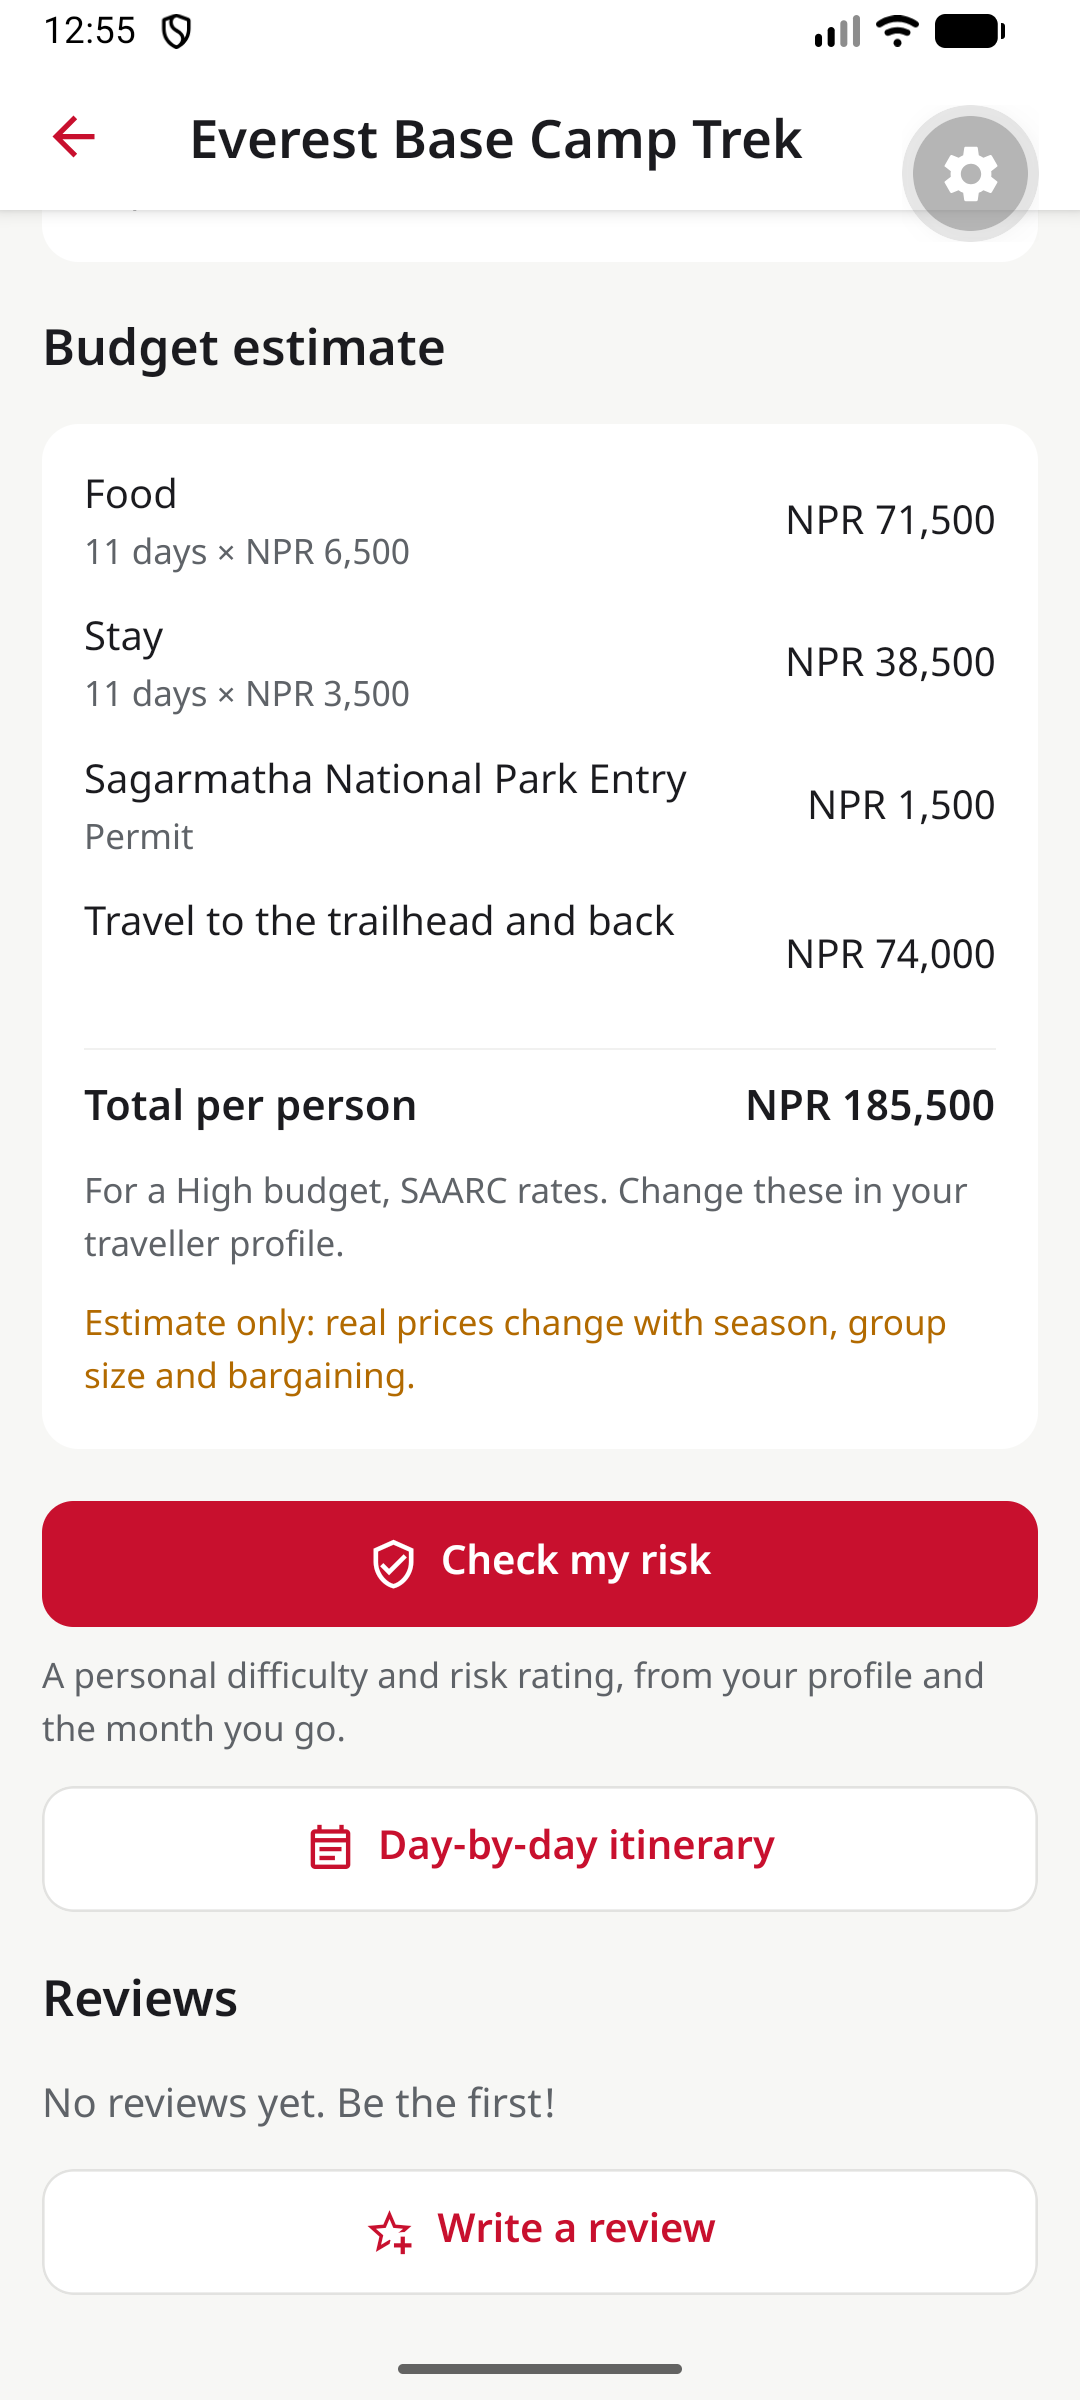 12:55
Everest Base Camp Trek
Budget estimate
Food
NPR 71,500
11 days × NPR 6,500
Stay
NPR 38,500
11 days × NPR 3,500
Sagarmatha National Park Entry
NPR 1,500
Permit
Travel to the trailhead and back
NPR 74,000
Total per person NPR 185,500
For a High budget, SAARC rates. Change these in your
traveller profile.
Estimate only: real prices change with season, group
size and bargaining.
Check my risk
A personal difficulty and risk rating, from your profile and
the month you go.
Day-by-day itinerary
Reviews
No reviews yet. Be the first!
Write a review